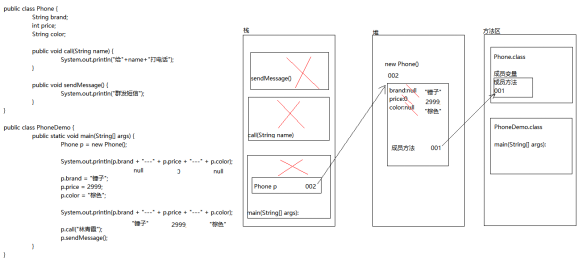 public class Phone {
String brand;
int price;
String color;
public void call(String name) {
System.out.println("给"+name+"打电话");
}
public void sendMessage() {
System.out.println("群发短信");
}
}
public class PhoneDemo {
public static void main(String[] args) {
Phone p = new Phone();
System.out.println(p.brand + "---" + p.price + "---" + p.color);
null
null
p.brand = "锤子";
p.price = 2999;
p.color = "棕色";
System.out.println(p.brand + "---" + p.price + "---" + p.color);
"锤子" 2999 "棕色"
p.call("林青霞");
p.sendMessage();
}
}
栈
sendMessage()
call(String name)
Phone p 002
main(String[] args):
堆
new Phone()
002
brand:null "锤子"
price:0 2999
color:null "棕色"
成员方法 001
方法区
Phone.class
成员变量
成员方法
001
PhoneDemo.class
main(String[] args):